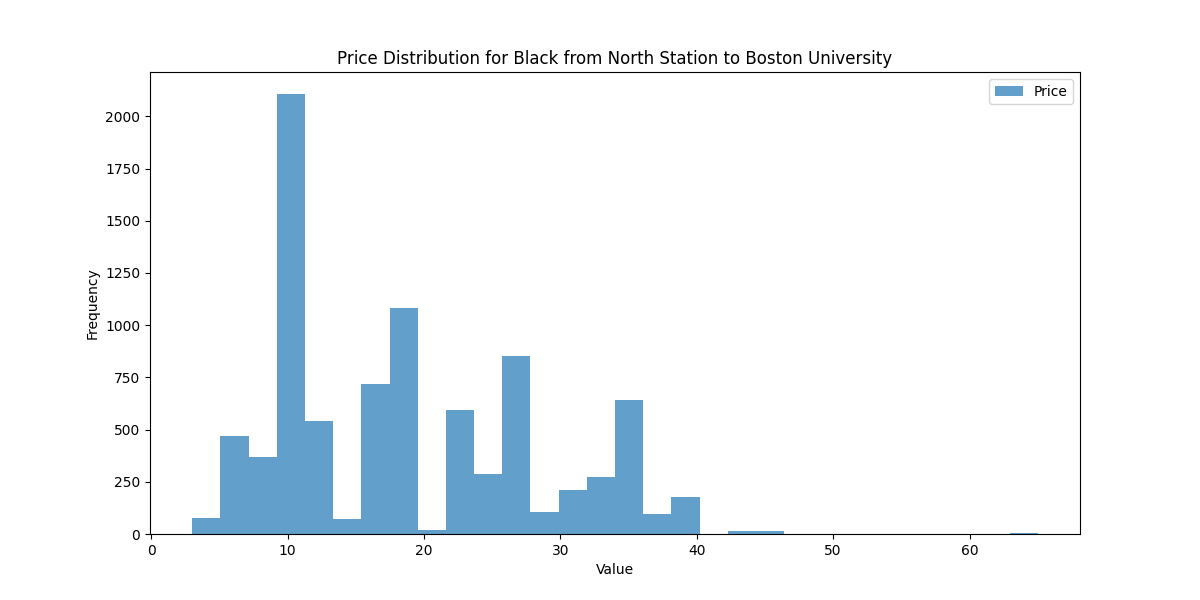 Price Distribution for Black from North Station to Boston University
Price
2000
1750
1500
1250
1000
750
500
250
0
Frequency
0 10 20 30 40 50 60
Value